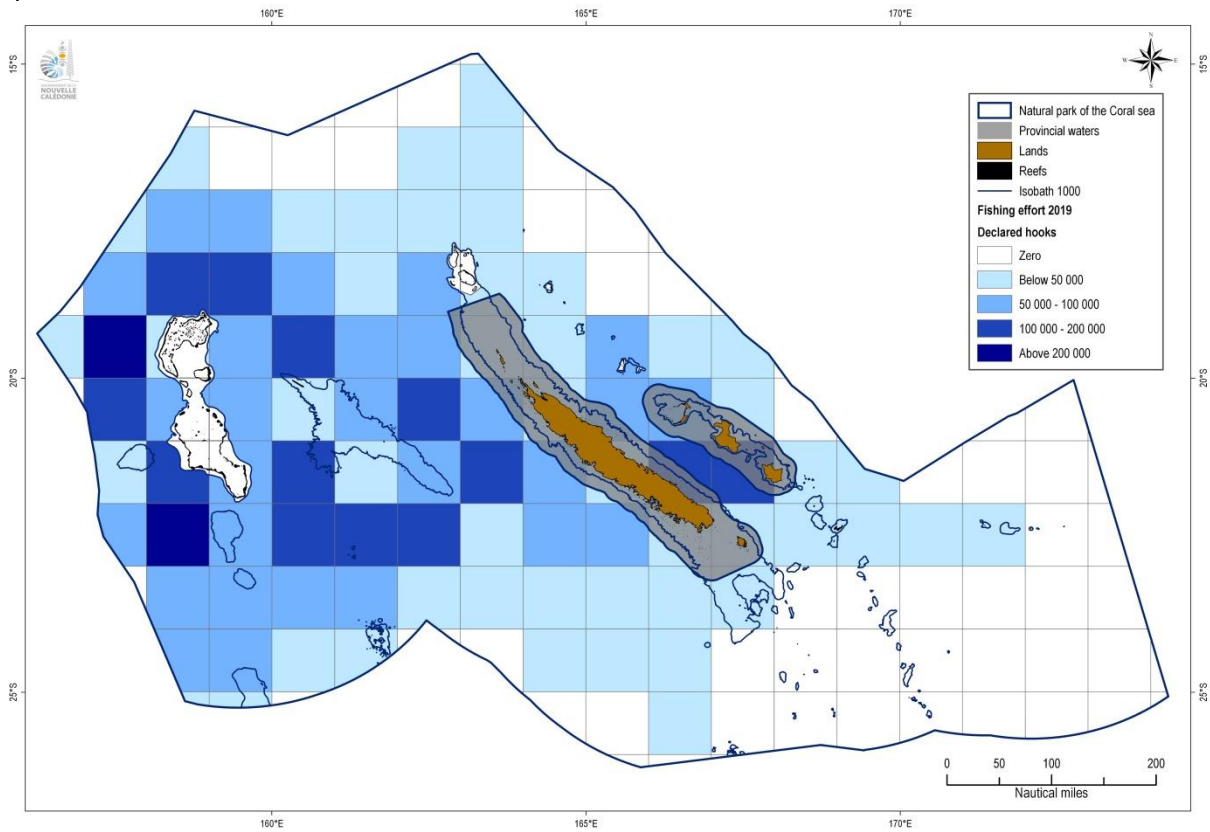 160°E 165°E 170°E
15°S 15°S
NOUVELLE
CALÉDONIE
N
W E
S
Natural park of the Coral sea
Provincial waters
Lands
Reefs
Isobath 1000
Fishing effort 2019
Declared hooks
Zero
Below 50 000
50 000 - 100 000
100 000 - 200 000
Above 200 000
20°S 20°S
25°S 25°S
0 50 100 200
Nautical miles
160°E 165°E 170°E